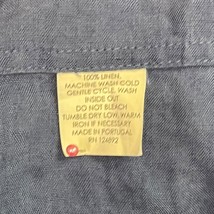 100% LINEN.
MACHINE WASH COLD
GENTLE CYCLE, WASH
INSIDE OUT
DO NOT BLEACH
TUMBLE DRY LOW, WARM
IRON IF NECESSARY
MADE IN PORTUGAL
RN 124692